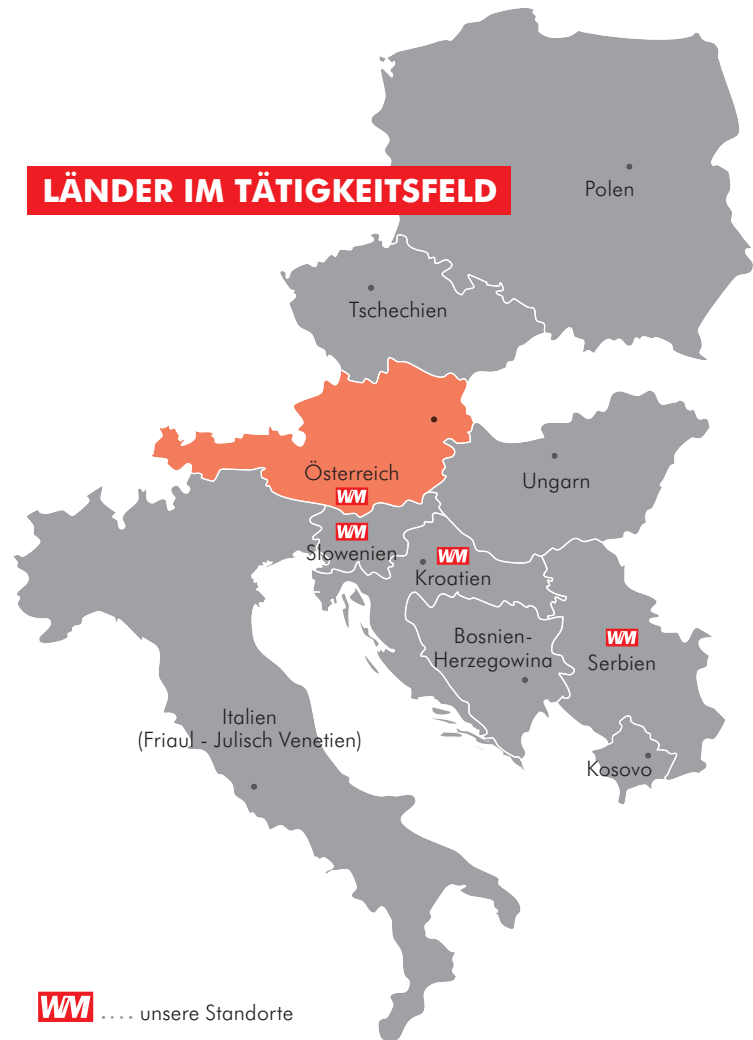 LÄNDER IM TÄTIGKEITSFELD
Polen
Tschechien
Österreich
WM
Ungarn
WM
Slowenien
WM
Kroatien
Bosnien-
Herzegowina
WM
Serbien
Italien
(Friaul - Julisch Venetien)
Kosovo
WM .... unsere Standorte